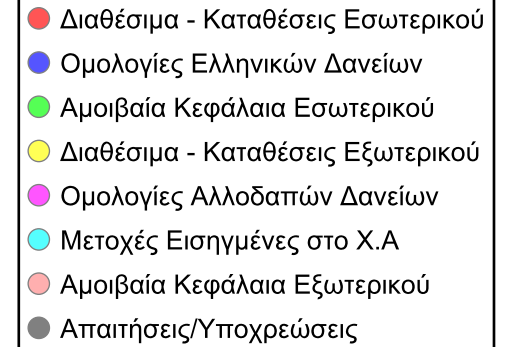 Διαθέσιμα - Καταθέσεις Εσωτερικού
Ομολογίες Ελληνικών Δανείων
Αμοιβαία Κεφάλαια Εσωτερικού
Διαθέσιμα - Καταθέσεις Εξωτερικού
Ομολογίες Αλλοδαπών Δανείων
Μετοχές Εισηγμένες στο Χ.Α
Αμοιβαία Κεφάλαια Εξωτερικού
Απαιτήσεις/Υποχρεώσεις